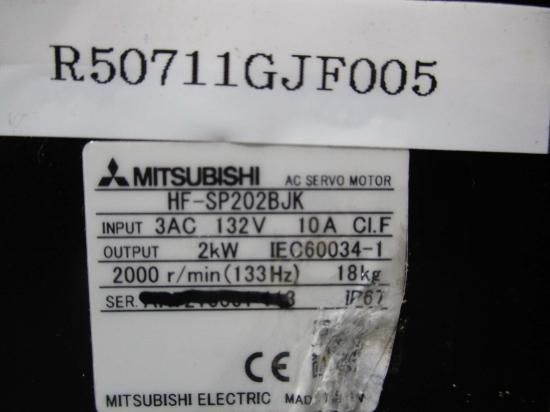 R50711GJF005
MITSUBISHI AC SERVO MOTOR
HF-SP202BJK
INPUT 3AC 132V 10A CI.F
OUTPUT 2kW IEC60034-1
2000 r/min(133Hz) 18kg
SER. IP67
CE
MITSUBISHI ELECTRIC MADE